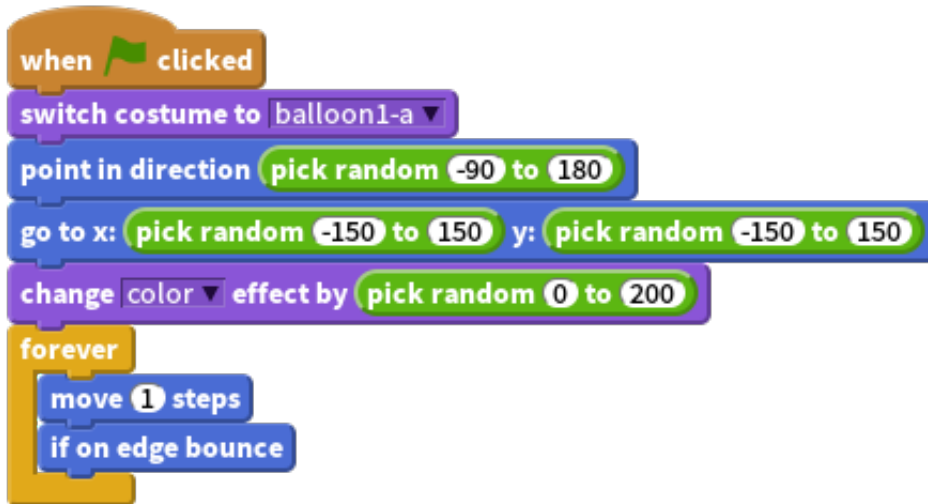 when clicked
switch costume to balloon1-a
point in direction pick random -90 to 180
go to x: pick random -150 to 150 y: pick random -150 to 150
change color effect by pick random 0 to 200
forever
move 1 steps
if on edge bounce